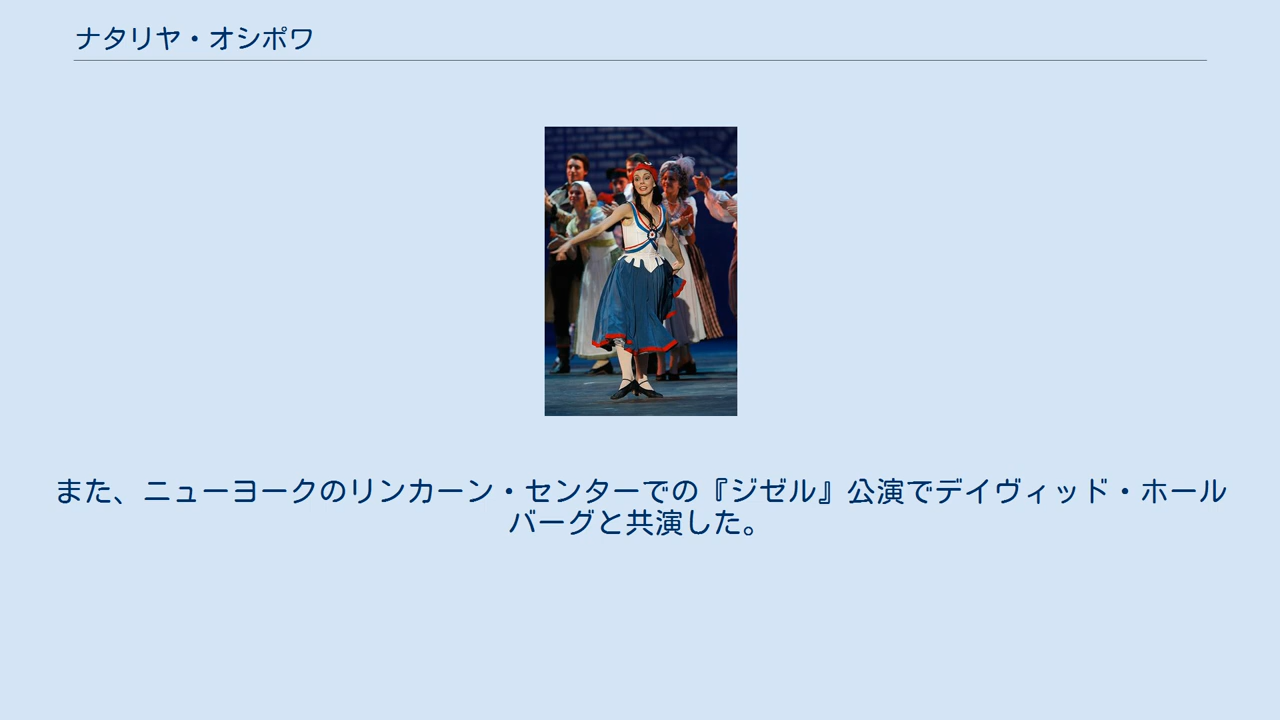 ナタリヤ・オシポワ
また、ニューヨークのリンカーン・センターでの『ジゼル』公演でデイヴィッド・ホール
バーグと共演した。